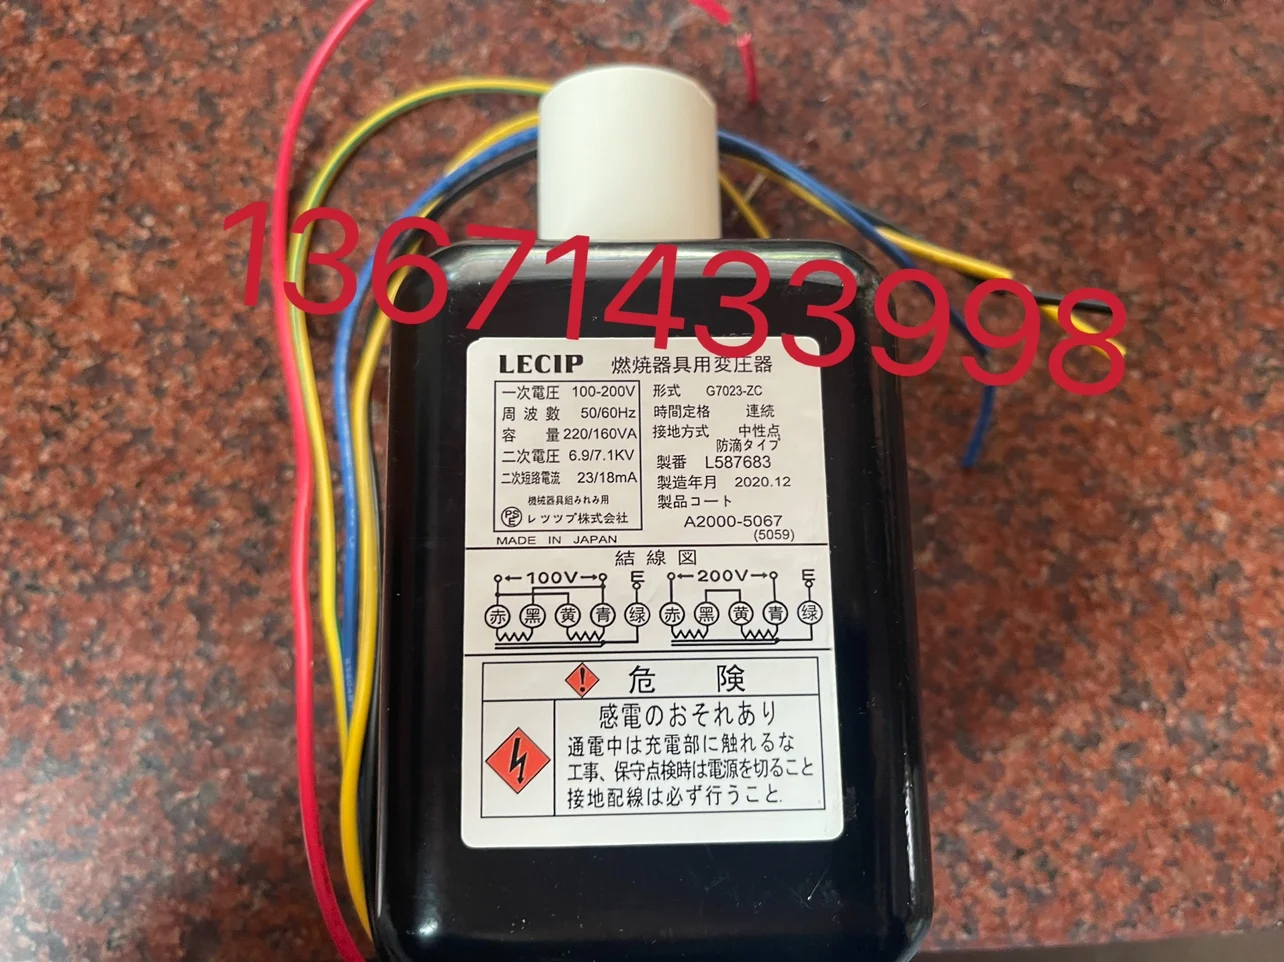 13671433998
LECIP 燃焼器具用変圧器
一次電圧 100-200V
周波数 50/60Hz
容量 220/160VA
二次電圧 6.9/7.1KV
二次短路電流 23/18mA
機械器具組みれみ用
PSE レッツプ株式会社
MADE IN JAPAN
形式 G7023-ZC
時間定格 連続
接地方式 中性点
防滴タイプ
製番 L587683
製造年月 2020.12
製品コート
A2000-5067
(5059)
結線図
100V E 200V E
赤 黑 黄 青 绿 赤 黑 黄 青 绿
危険
感電のおそれあり
通電中は充電部に触れるな
工事、保守点検時は電源を切ること
接地配線は必ず行うこと.